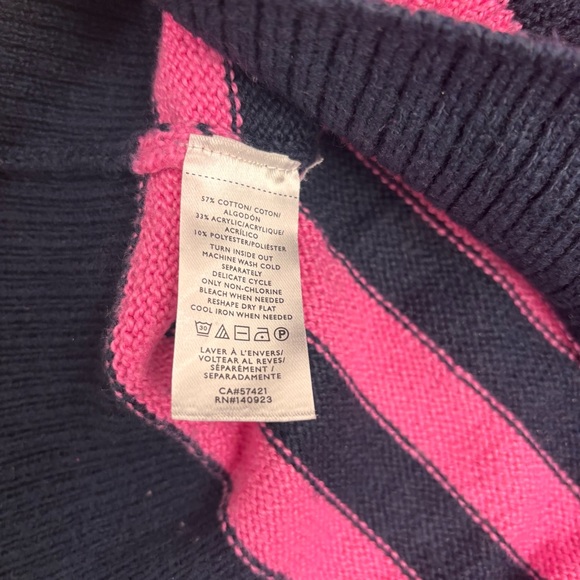 57% COTTON/ COTON/
ALGODÓN
33% ACRYLIC/ACRYLIQUE/
ACRÍLICO
10% POLYESTER/POLIÉSTER
TURN INSIDE OUT
MACHINE WASH COLD
SEPARATELY
DELICATE CYCLE
ONLY NON-CHLORINE
BLEACH WHEN NEEDED
RESHAPE DRY FLAT
COOL IRON WHEN NEEDED
30 P
LAVER À L'ENVERS/
VOLTEAR AL REVES/
SÉPARÉMENT /
SEPARADAMENTE
CA#57421
RN#140923